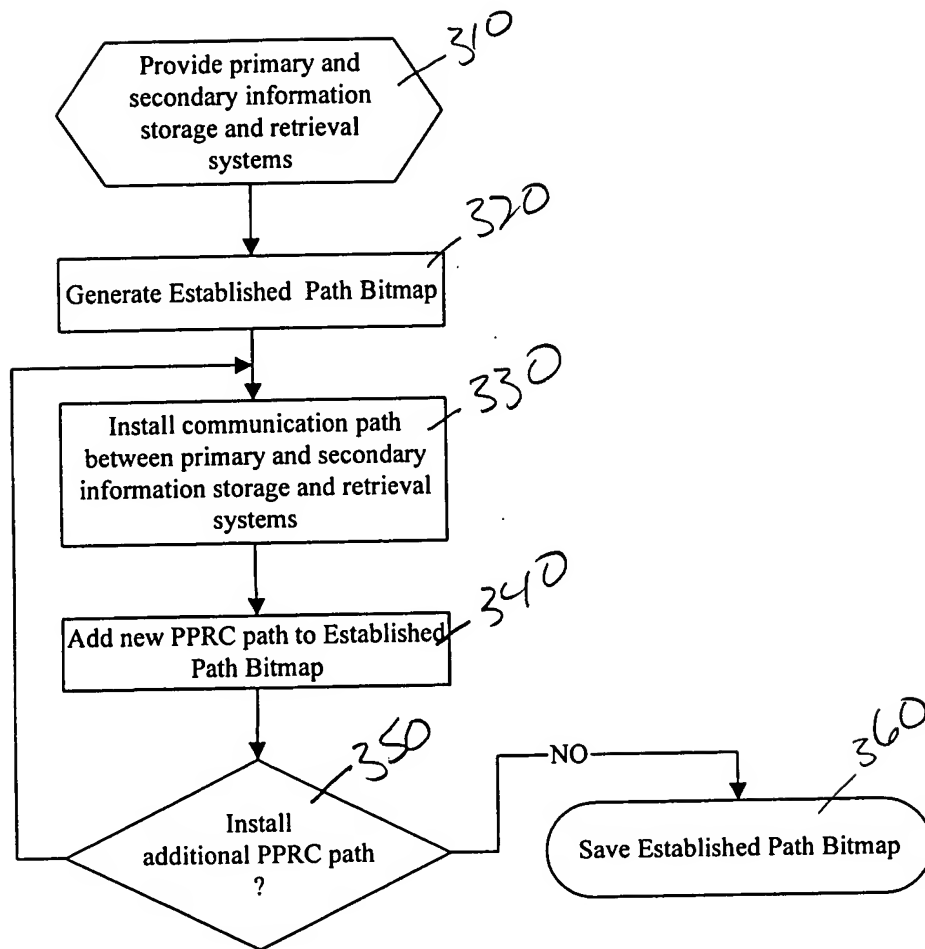 310
Provide primary and
secondary information
storage and retrieval
systems
320
Generate Established Path Bitmap
330
Install communication path
between primary and secondary
information storage and retrieval
systems
340
Add new PPRC path to Established
Path Bitmap
350
Install
additional PPRC path
?
NO
360
Save Established Path Bitmap